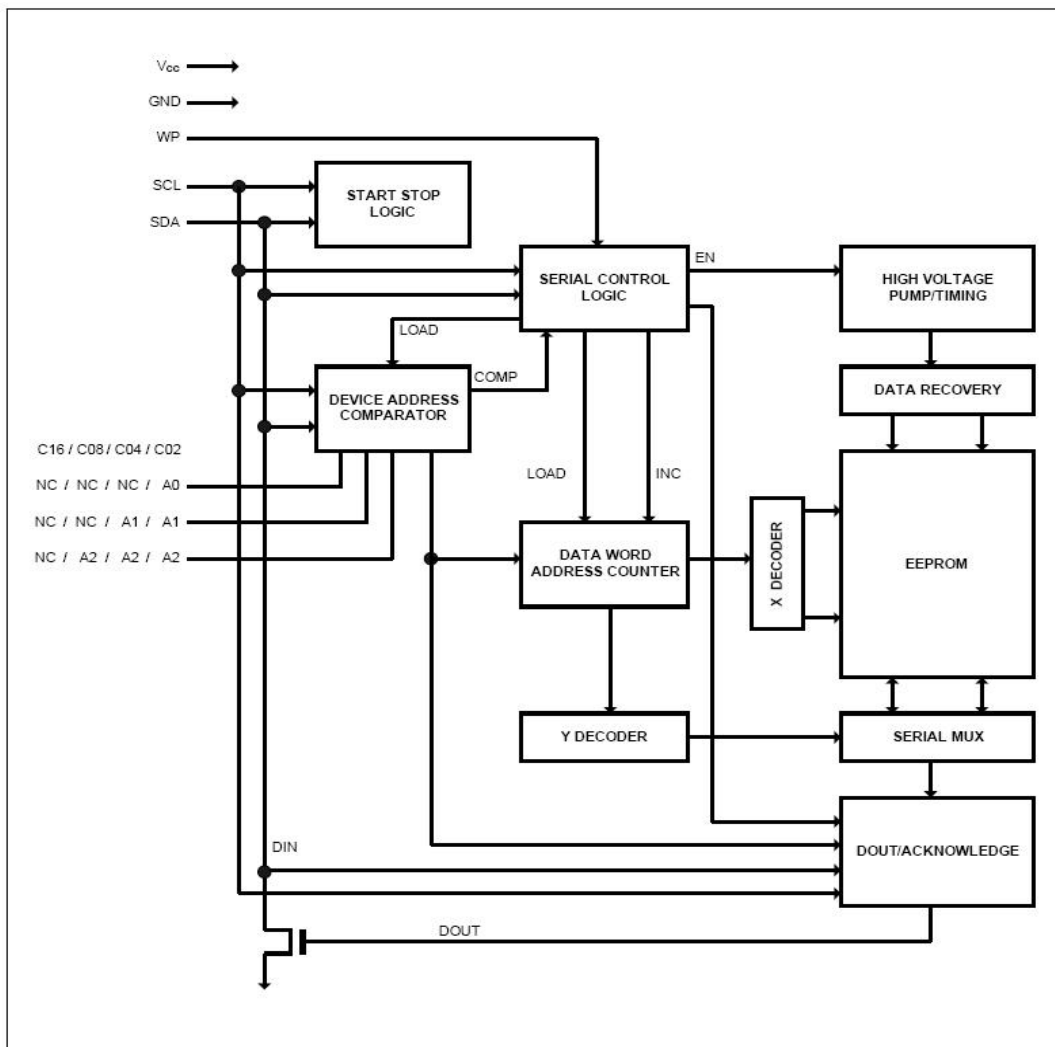 Vcc
GND
WP
SCL
SDA
START STOP
LOGIC
SERIAL CONTROL
LOGIC
EN
HIGH VOLTAGE
PUMP/TIMING
LOAD
COMP
DEVICE ADDRESS
COMPARATOR
DATA RECOVERY
C16 / C08 / C04 / C02
NC / NC / NC / A0
NC / NC / A1 / A1
NC / A2 / A2 / A2
LOAD
INC
DATA WORD
ADDRESS COUNTER
X DECODER
EEPROM
Y DECODER
SERIAL MUX
DIN
DOUT/ACKNOWLEDGE
DOUT